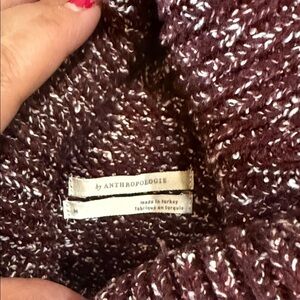 by ANTHROPOLOGIE
M
made in turkey
fabriqué en turquie